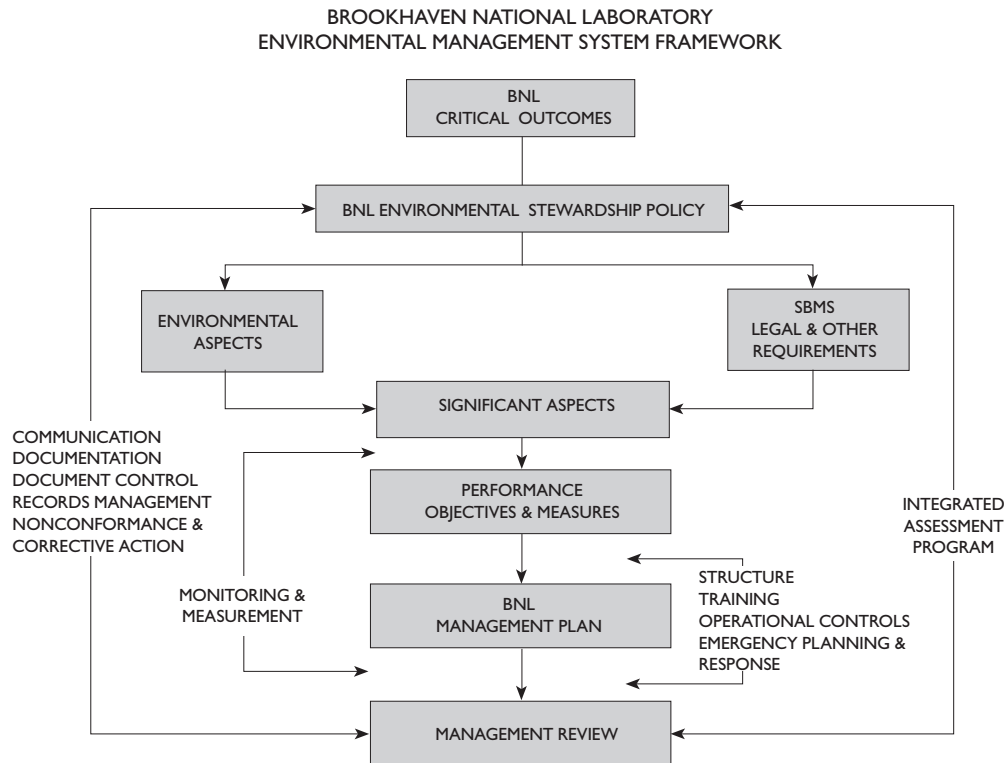 BROOKHAVEN NATIONAL LABORATORY
ENVIRONMENTAL MANAGEMENT SYSTEM FRAMEWORK
BNL
CRITICAL OUTCOMES
BNL ENVIRONMENTAL STEWARDSHIP POLICY
ENVIRONMENTAL
ASPECTS
SBMS
LEGAL & OTHER
REQUIREMENTS
SIGNIFICANT ASPECTS
COMMUNICATION
DOCUMENTATION
DOCUMENT CONTROL
RECORDS MANAGEMENT
NONCONFORMANCE &
CORRECTIVE ACTION
PERFORMANCE
OBJECTIVES & MEASURES
INTEGRATED
ASSESSMENT
PROGRAM
MONITORING &
MEASUREMENT
BNL
MANAGEMENT PLAN
STRUCTURE
TRAINING
OPERATIONAL CONTROLS
EMERGENCY PLANNING &
RESPONSE
MANAGEMENT REVIEW